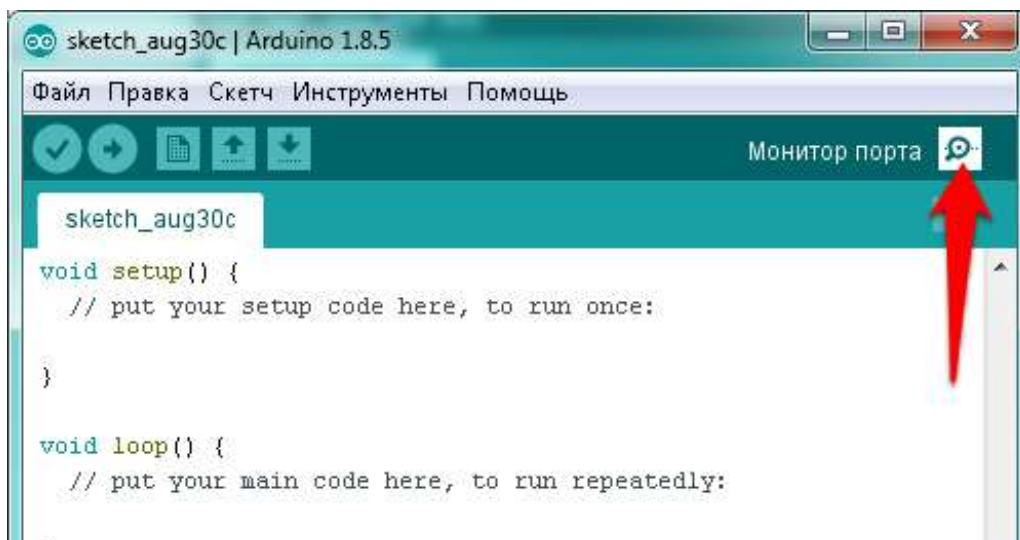 sketch_aug30c | Arduino 1.8.5
Файл Правка Скетч Инструменты Помощь
Монитор порта
sketch_aug30c
void setup() {
  // put your setup code here, to run once:
}
void loop() {
  // put your main code here, to run repeatedly: